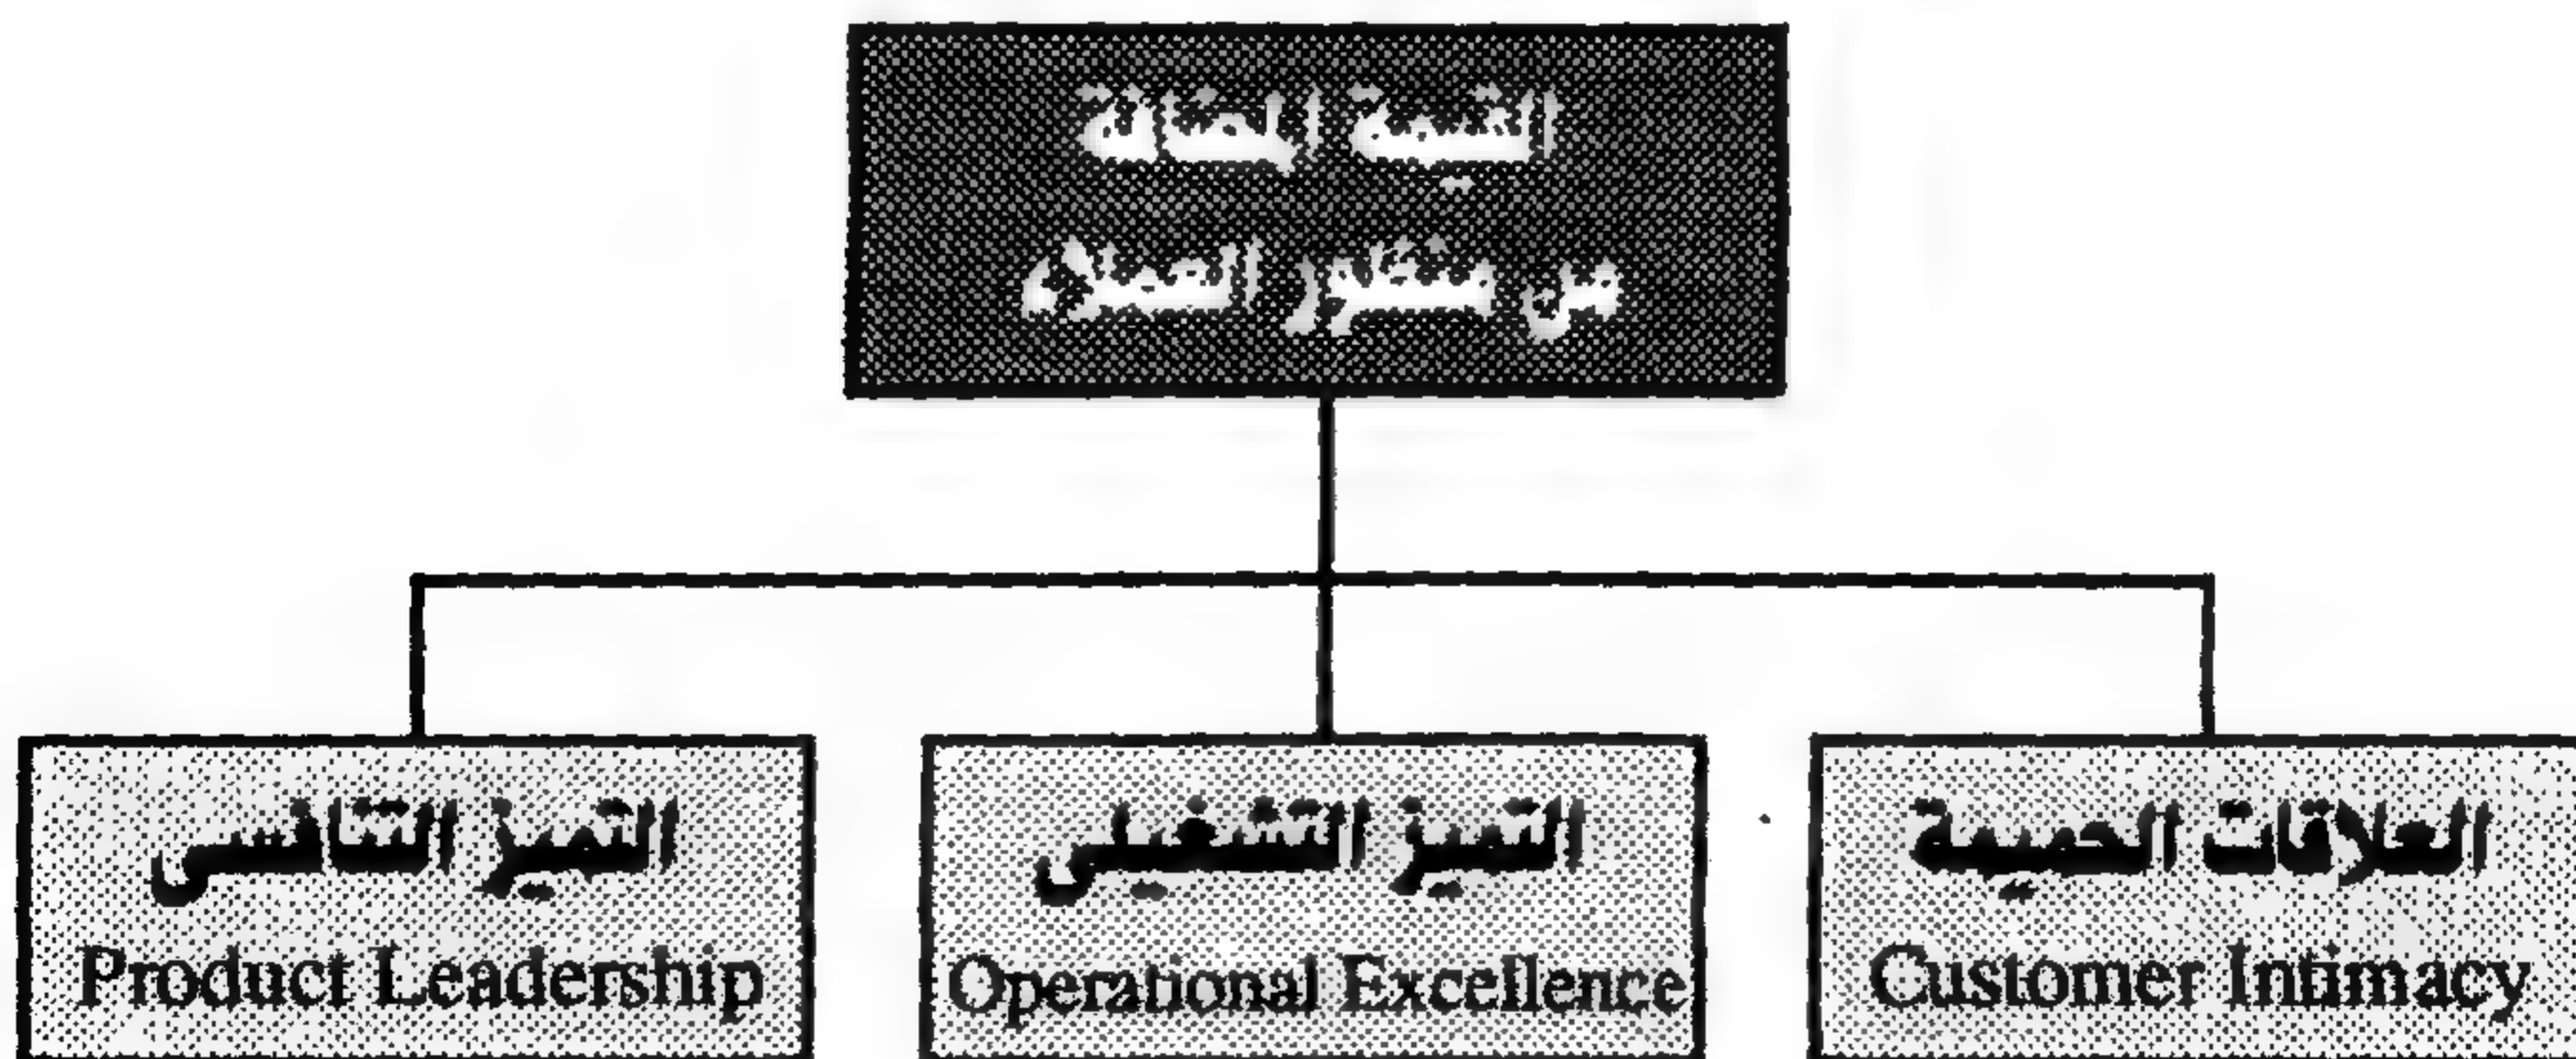 القيمة المضافة
من منظور العملاء
العلاقات الحميمة
Customer Intimacy
التميز التشغيلى
Operational Excellence
التميز التنافسى
Product Leadership